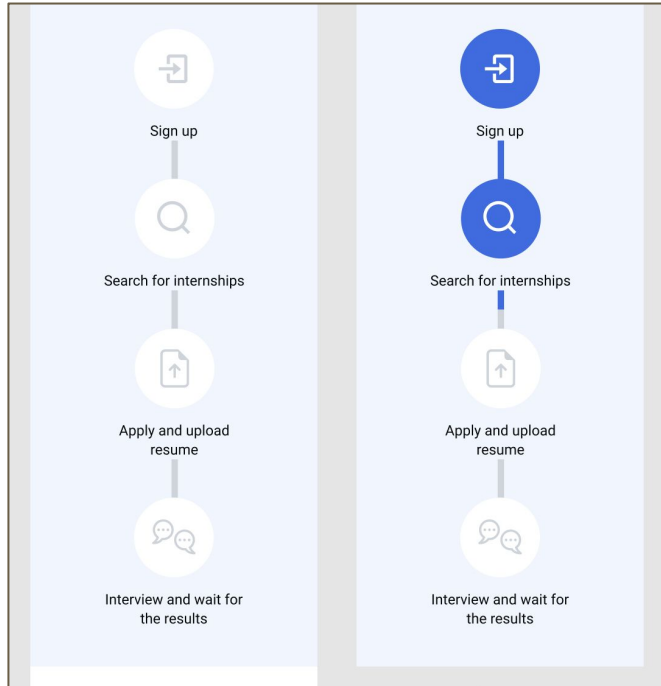 Sign up
Search for internships
Apply and upload
resume
Interview and wait for
the results
Sign up
Search for internships
Apply and upload
resume
Interview and wait for
the results